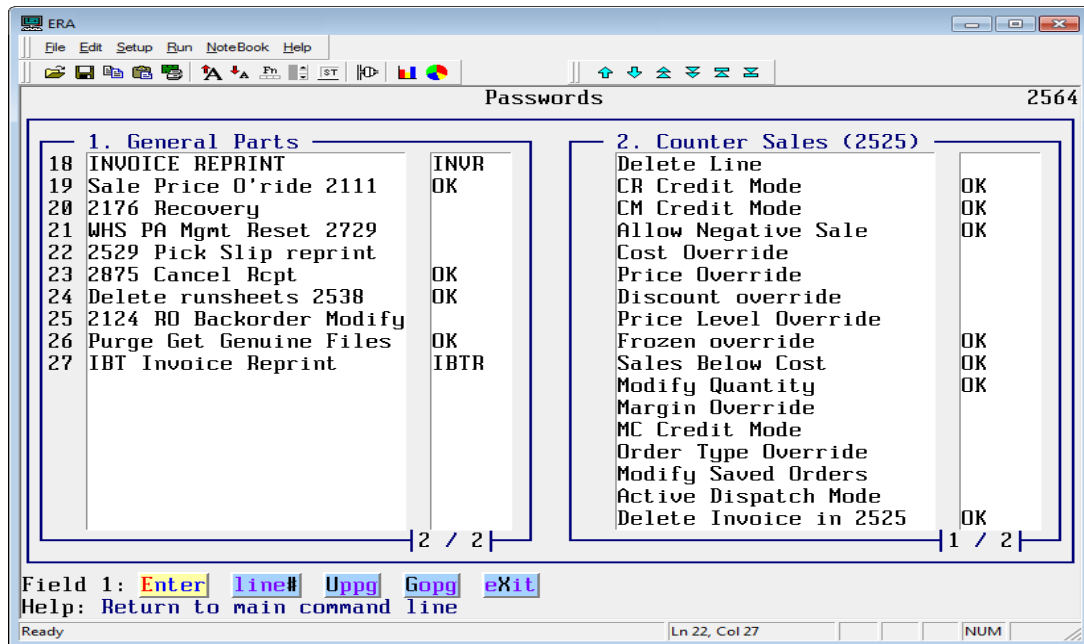 ERA
File Edit Setup Run NoteBook Help
Passwords 2564
1. General Parts
18 INVOICE REPRINT INVR
19 Sale Price O'ride 2111 OK
20 2176 Recovery
21 WHS PA Mgmt Reset 2729
22 2529 Pick Slip reprint
23 2875 Cancel Rcpt OK
24 Delete runsheets 2538 OK
25 2124 RO Backorder Modify
26 Purge Get Genuine Files OK
27 IBT Invoice Reprint IBTR
2 / 2
2. Counter Sales (2525)
Delete Line
CR Credit Mode OK
CM Credit Mode OK
Allow Negative Sale OK
Cost Override
Price Override
Discount override
Price Level Override
Frozen override OK
Sales Below Cost OK
Modify Quantity OK
Margin Override
MC Credit Mode
Order Type Override
Modify Saved Orders
Active Dispatch Mode
Delete Invoice in 2525 OK
1 / 2
Field 1: Enter line# Uppg Gopg eXit
Help: Return to main command line
Ready Ln 22, Col 27 NUM